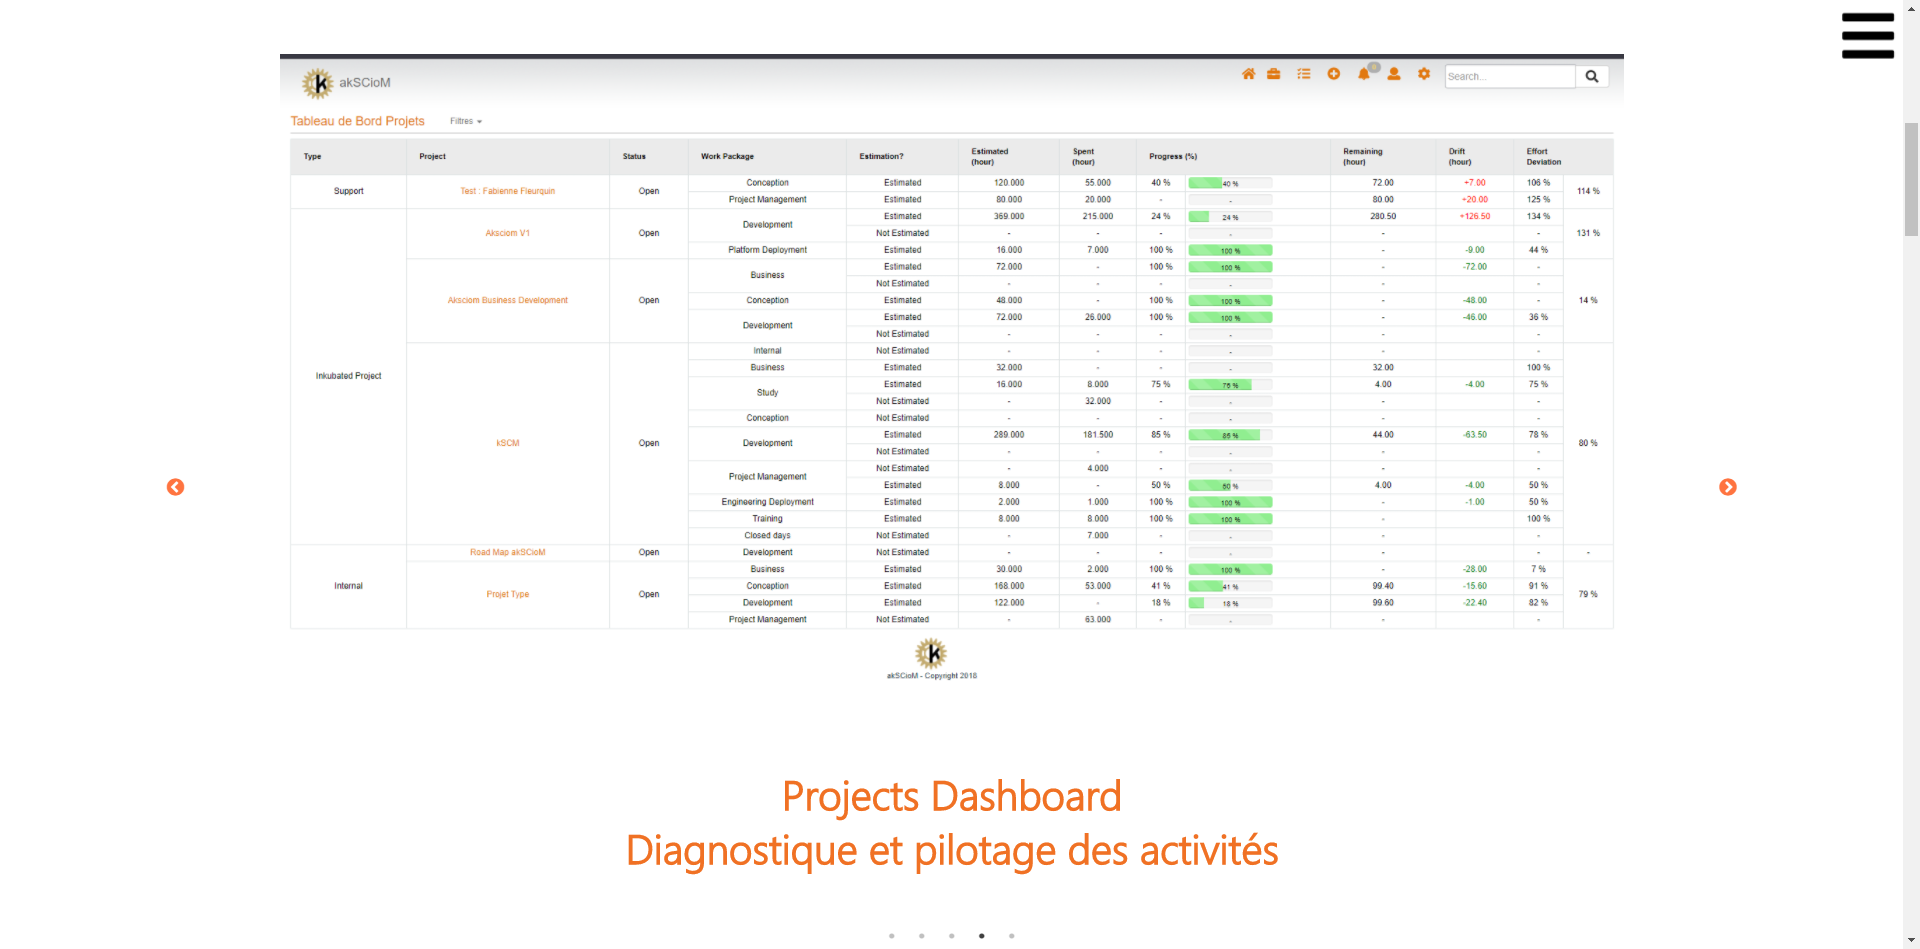 akSCioM
Search...
Tableau de Bord Projets Filtres
Type Project Status Work Package Estimation? Estimated (hour) Spent (hour) Progress (%) Remaining (hour) Drift (hour) Effort Deviation
Support Test : Fabienne Fleurquin Open Conception Estimated 120.000 55.000 40 % 40 % 72.00 +7.00 106 % 114 %
Project Management Estimated 80.000 20.000 - - 80.00 +20.00 125 %
Inkubated Project Aksciom V1 Open Development Estimated 369.000 215.000 24 % 24 % 280.50 +126.50 134 % 131 %
Not Estimated - - - - - -
Platform Deployment Estimated 16.000 7.000 100 % 100 % - -9.00 44 %
Aksciom Business Development Open Business Estimated 72.000 - 100 % 100 % - -72.00 - 14 %
Not Estimated - - - - - -
Conception Estimated 48.000 - 100 % 100 % - -48.00 -
Development Estimated 72.000 26.000 100 % 100 % - -46.00 36 %
Not Estimated - - - - - -
kSCM Open Internal Not Estimated - - - - - - 80 %
Business Estimated 32.000 - - - 32.00 100 %
Study Estimated 16.000 8.000 75 % 75 % 4.00 -4.00 75 %
Not Estimated - 32.000 - - - -
Conception Not Estimated - - - - - -
Development Estimated 289.000 181.500 85 % 85 % 44.00 -63.50 78 %
Not Estimated - - - - - -
Project Management Not Estimated - 4.000 - - - -
Estimated 8.000 - 50 % 50 % 4.00 -4.00 50 %
Engineering Deployment Estimated 2.000 1.000 100 % 100 % - -1.00 50 %
Training Estimated 8.000 8.000 100 % 100 % - 100 %
Closed days Not Estimated - 7.000 - - - -
Internal Road Map akSCioM Open Development Not Estimated - - - - - - -
Projet Type Open Business Estimated 30.000 2.000 100 % 100 % - -28.00 7 % 79 %
Conception Estimated 168.000 53.000 41 % 41 % 99.40 -15.60 91 %
Development Estimated 122.000 - 18 % 18 % 99.60 -22.40 82 %
Project Management Not Estimated - 63.000 - - - -
akSCioM - Copyright 2018
Projects Dashboard
Diagnostique et pilotage des activités